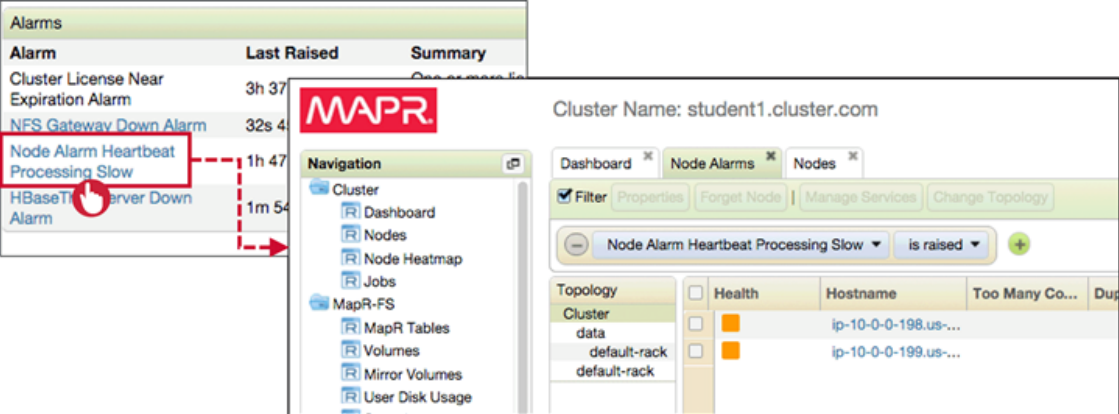 Alarms
Alarm Last Raised Summary
Cluster License Near
Expiration Alarm
3h 37
NFS Gateway Down Alarm 32s
Node Alarm Heartbeat
Processing Slow
1h 47
Down
Alarm
1m 54
MAPR.
Cluster Name: student1.cluster.com
Navigation
Cluster
Dashboard
Nodes
Node Heatmap
Jobs
MapR-FS
MapR Tables
Volumes
Mirror Volumes
User Disk Usage
Dashboard Node Alarms Nodes
Filter Properties Forget Node | Manage Services Change Topology
Node Alarm Heartbeat Processing Slow is raised
Topology
Cluster
data
default-rack
default-rack
Health Hostname Too Many Co... Dup
ip-10-0-0-198.us-...
ip-10-0-0-199.us-...